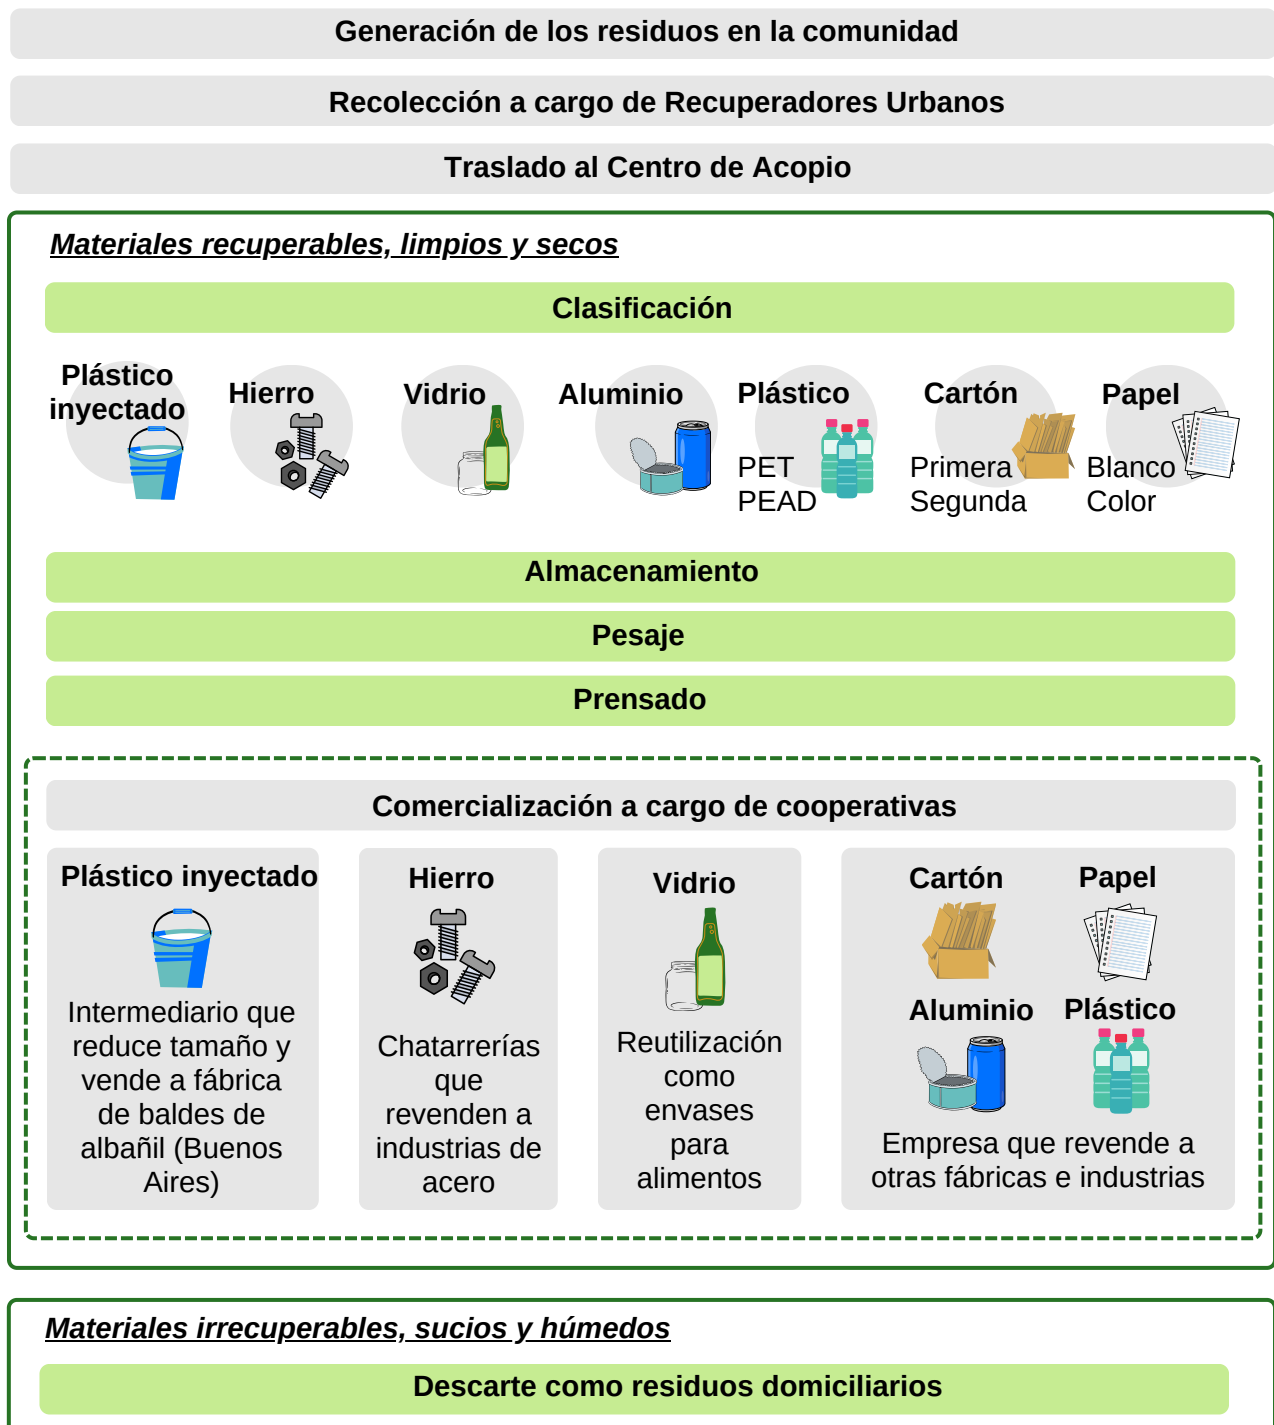 Generación de los residuos en la comunidad
Recolección a cargo de Recuperadores Urbanos
Traslado al Centro de Acopio
Materiales recuperables, limpios y secos
Clasificación
Plástico
inyectado
Hierro
Vidrio
Aluminio
Plástico
PET
PEAD
Cartón
Primera
Segunda
Papel
Blanco
Color
Almacenamiento
Pesaje
Prensado
Comercialización a cargo de cooperativas
Plástico inyectado
Intermediario que
reduce tamaño y
vende a fábrica
de baldes de
albañil (Buenos
Aires)
Hierro
Chatarrerías
que
revenden a
industrias de
acero
Vidrio
Reutilización
como
envases
para
alimentos
Cartón
Papel
Aluminio
Plástico
Empresa que revende a
otras fábricas e industrias
Materiales irrecuperables, sucios y húmedos
Descarte como residuos domiciliarios